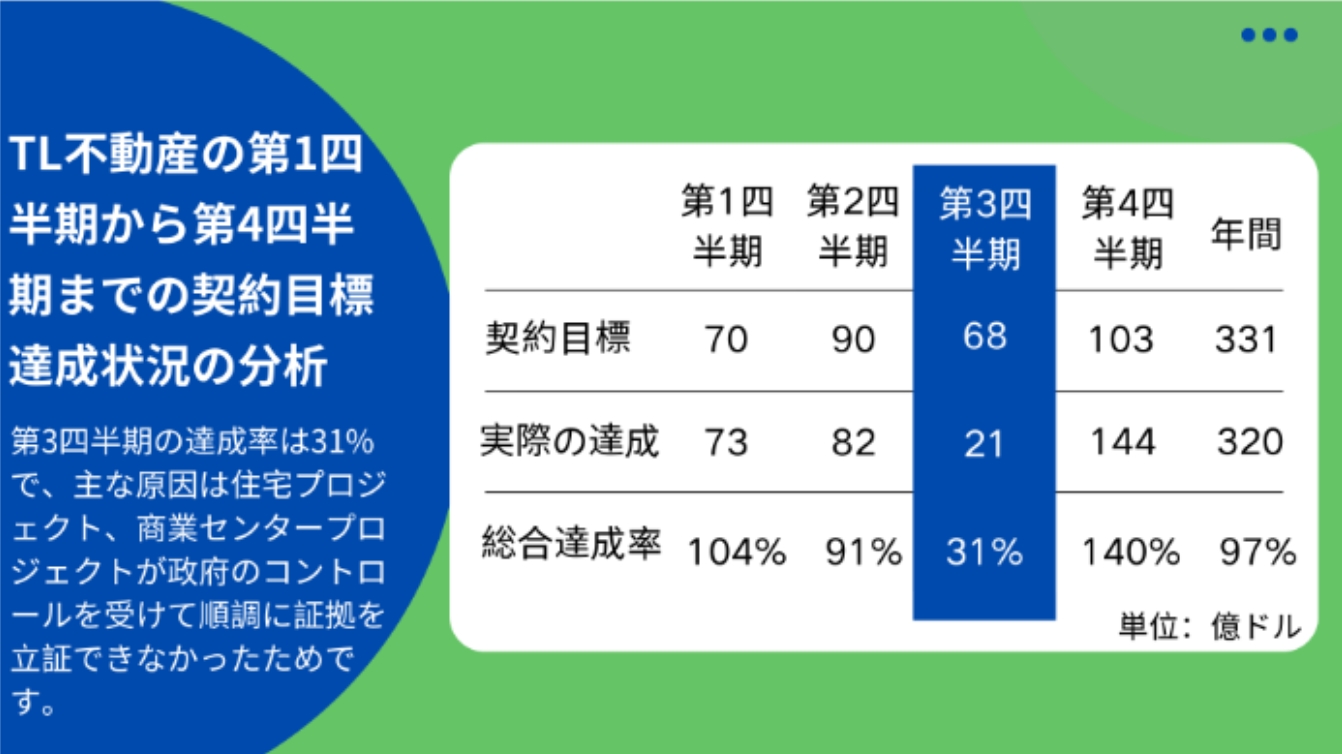 TL不動産の第1四
半期から第4四半
期までの契約目標
達成状況の分析
第3四半期の達成率は31%
で、主な原因は住宅プロジ
ェクト、商業センタープロ
ジェクトが政府のコントロ
ールを受けて順調に証拠を
立証できなかったためで
す。
第1四半期 第2四半期 第3四半期 第4四半期 年間
契約目標 70 90 68 103 331
実際の達成 73 82 21 144 320
総合達成率 104% 91% 31% 140% 97%
単位：億ドル